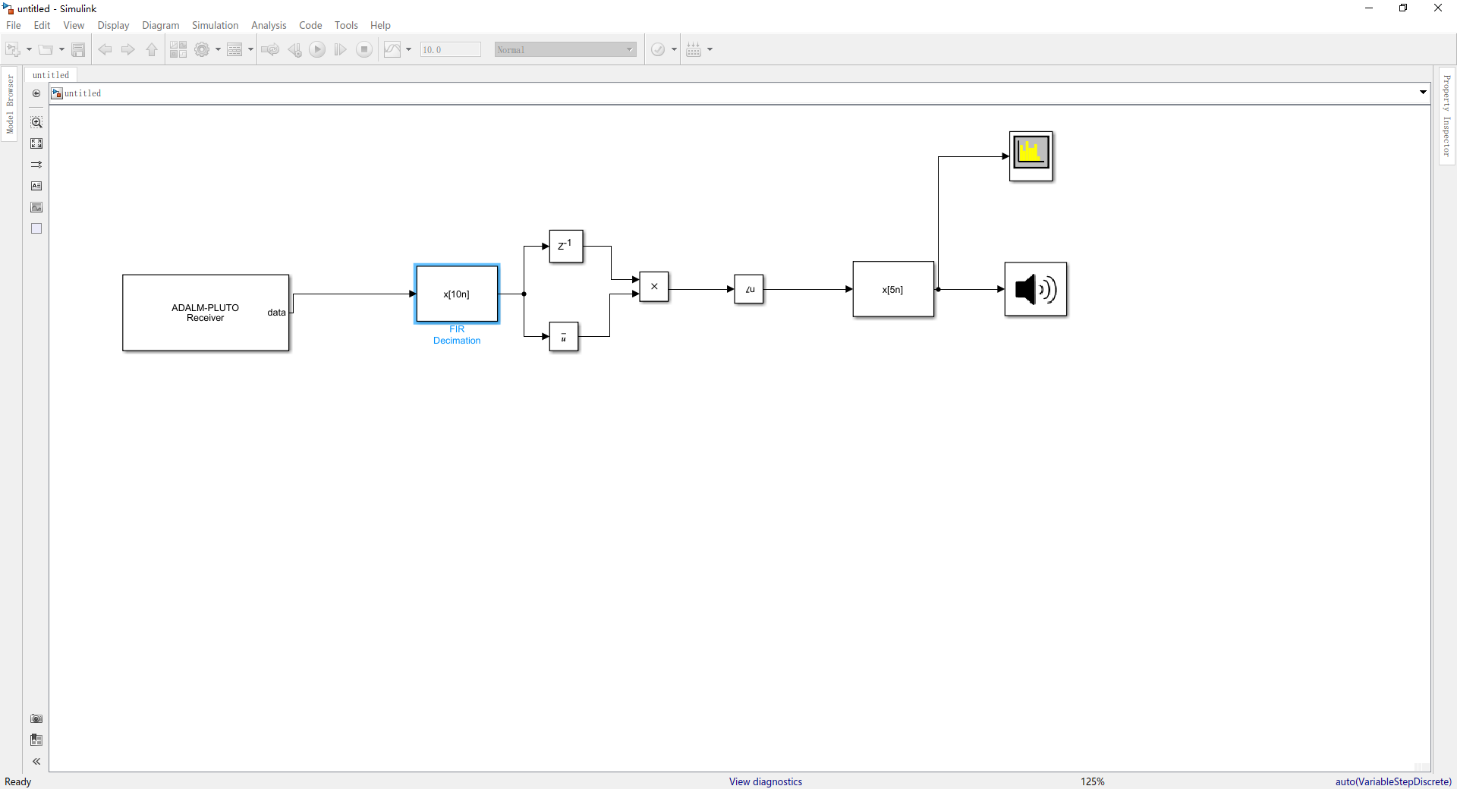 untitled - Simulink
File Edit View Display Diagram Simulation Analysis Code Tools Help
10.0 Normal
untitled
untitled
Model Browser
Property Inspector
ADALM-PLUTO
Receiver
data
x[10n]
FIR
Decimation
Z-1
u
×
∠u
x[5n]
Ready View diagnostics 125% auto(VariableStepDiscrete)